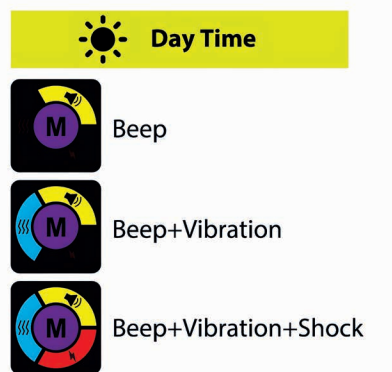 Day Time
M
Beep
M
Beep+Vibration
M
Beep+Vibration+Shock